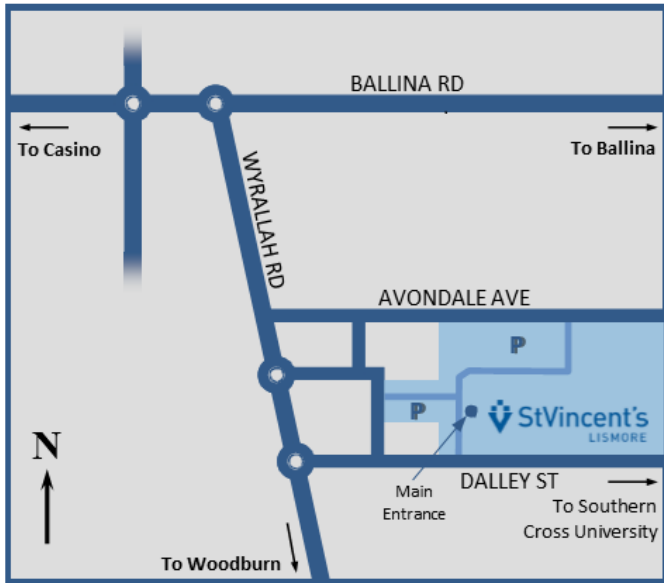 BALLINA RD
To Casino
To Ballina
WYRALLAH RD
AVONDALE AVE
P
P
StVincent's
LISMORE
N
Main
Entrance
DALLEY ST
To Southern
Cross University
To Woodburn